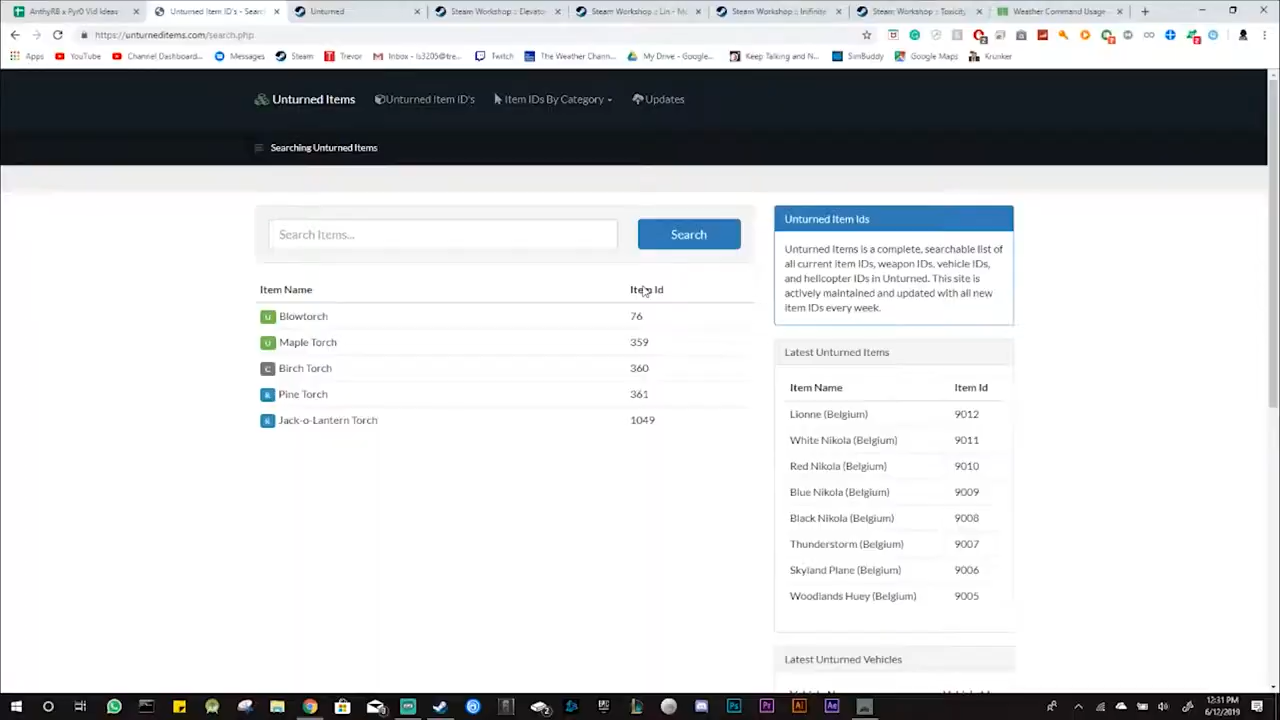 AnthyRB x Pyr0 Vid Ideas
Unturned Item ID's - Sear
Unturned
Steam Workshop :: Elevato
Steam Workshop :: Lin - M
Steam Workshop :: Infinite
Steam Workshop :: Toxicity
Weather Command Usage
https://unturneditems.com/search.php
Apps
YouTube
Channel Dashboard...
Messages
Steam
Trevor
Inbox - ls3205@tre...
Twitch
The Weather Chann...
My Drive - Google...
Keep Talking and N...
SimBuddy
Google Maps
Krunker
Unturned Items
Unturned Item ID's
Item IDs By Category
Updates
Searching Unturned Items
Search Items...
Search
Item Name
Item Id
Blowtorch
76
Maple Torch
359
Birch Torch
360
Pine Torch
361
Jack-o-Lantern Torch
1049
Unturned Item Ids
Unturned Items is a complete, searchable list of
all current item IDs, weapon IDs, vehicle IDs,
and helicopter IDs in Unturned. This site is
actively maintained and updated with all new
item IDs every week.
Latest Unturned Items
Item Name
Item Id
Lionne (Belgium)
9012
White Nikola (Belgium)
9011
Red Nikola (Belgium)
9010
Blue Nikola (Belgium)
9009
Black Nikola (Belgium)
9008
Thunderstorm (Belgium)
9007
Skyland Plane (Belgium)
9006
Woodlands Huey (Belgium)
9005
Latest Unturned Vehicles
12:31 PM
6/12/2019